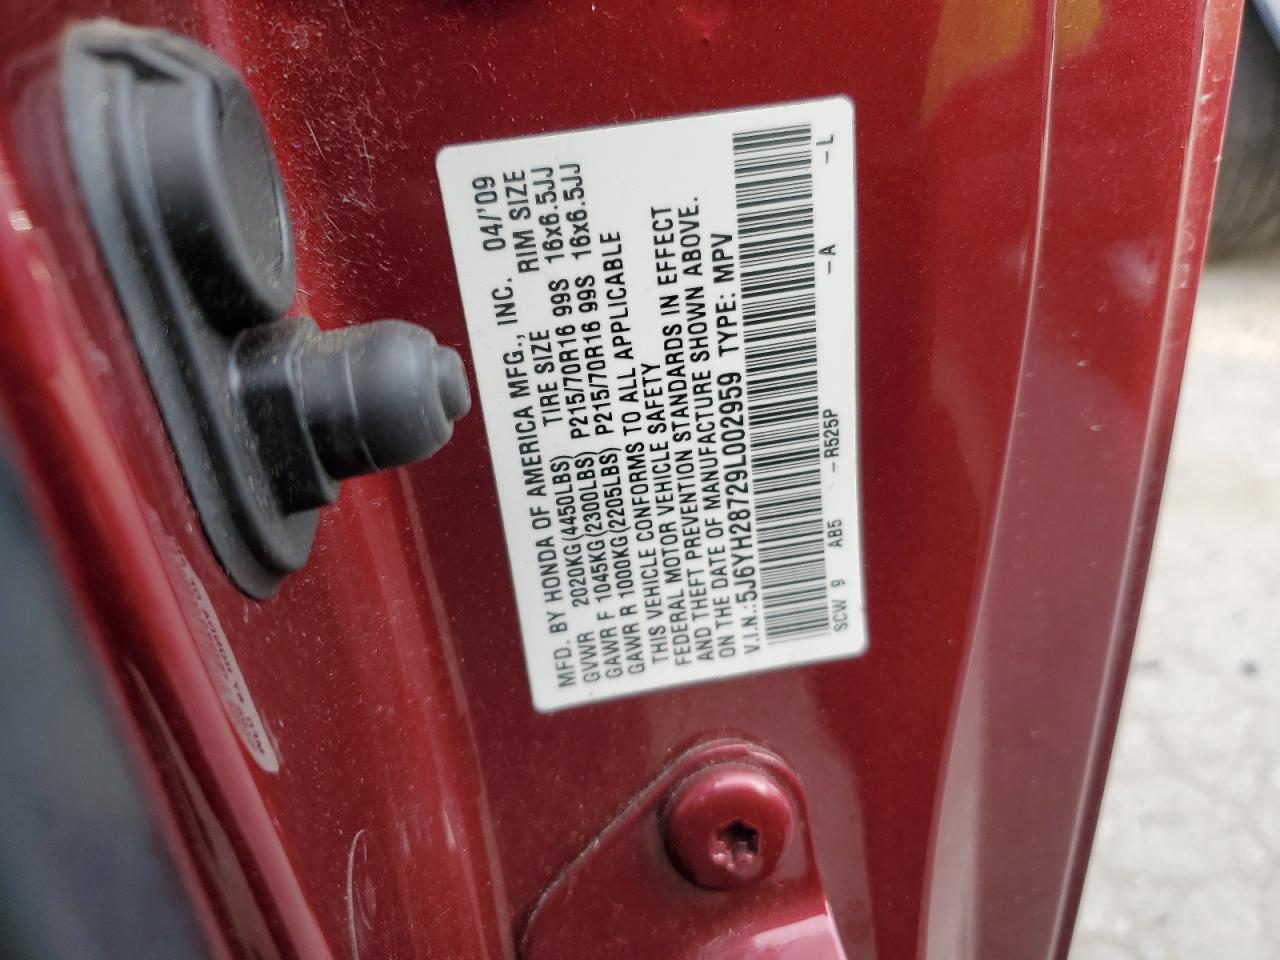 MFD. BY HONDA OF AMERICA MFG., INC. 04/'09
GVWR 2020KG(4450LBS) TIRE SIZE RIM SIZE
GAWR F 1045KG(2300LBS) P215/70R16 99S 16x6.5JJ
GAWR R 1000KG(2205LBS) P215/70R16 99S 16x6.5JJ
THIS VEHICLE CONFORMS TO ALL APPLICABLE
FEDERAL MOTOR VEHICLE SAFETY
AND THEFT PREVENTION STANDARDS IN EFFECT
ON THE DATE OF MANUFACTURE SHOWN ABOVE.
V.I.N.:5J6YH28729L002959 TYPE: MPV
SCW 9 AB5 -R525P -A -L